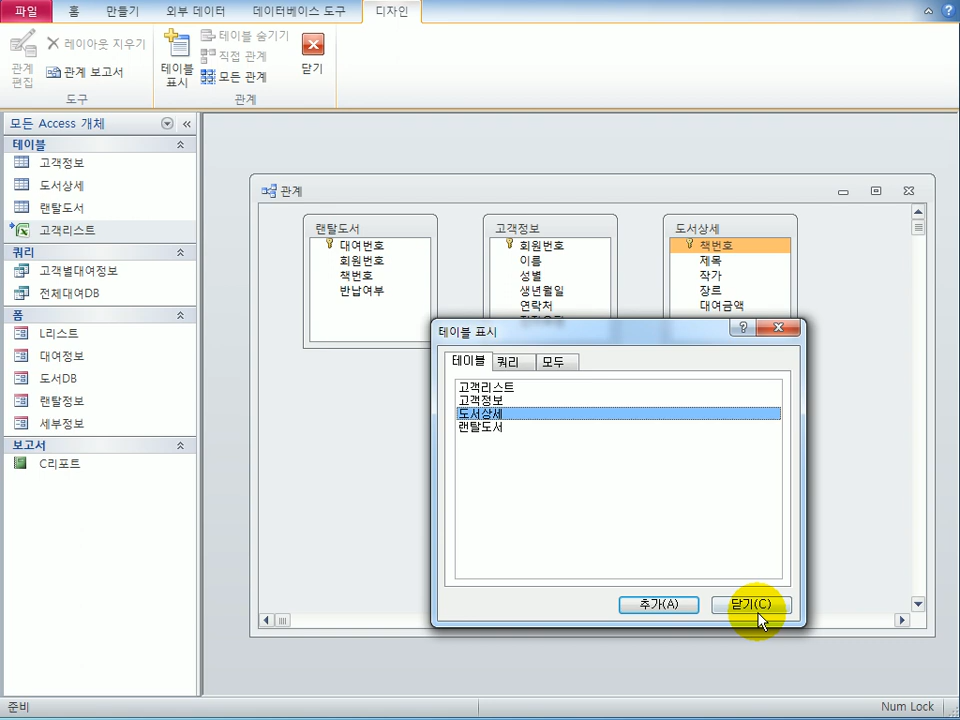 파일 홈 만들기 외부 데이터 데이터베이스 도구 디자인
관계 편집
레이아웃 지우기
관계 보고서
도구
테이블 표시
테이블 숨기기
직접 관계
모든 관계
닫기
관계
모든 Access 개체
테이블
고객정보
도서상세
랜탈도서
고객리스트
쿼리
고객별대여정보
전체대여DB
폼
L리스트
대여정보
도서DB
랜탈정보
세부정보
보고서
C리포트
관계
랜탈도서
대여번호
회원번호
책번호
반납여부
고객정보
회원번호
이름
성별
생년월일
연락처
도서상세
책번호
제목
작가
장르
대여금액
테이블 표시
테이블 쿼리 모두
고객리스트
고객정보
도서상세
랜탈도서
추가(A) 닫기(C)
준비 Num Lock